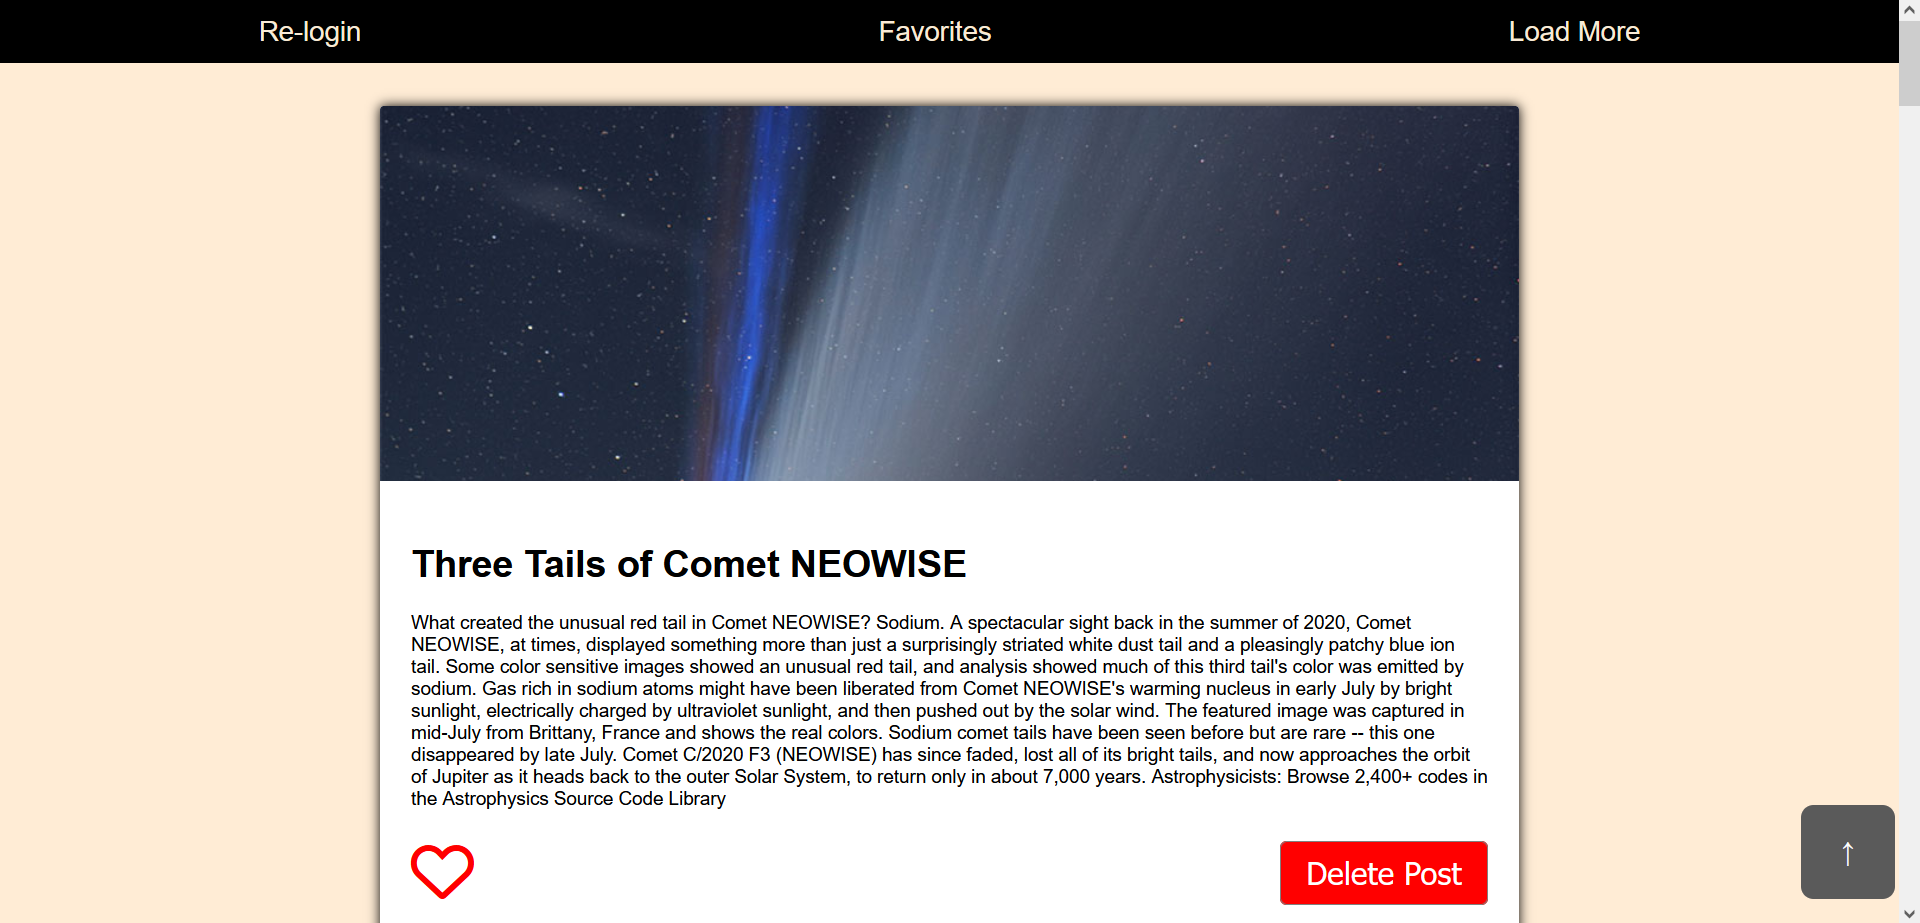 Re-login Favorites Load More
Three Tails of Comet NEOWISE
What created the unusual red tail in Comet NEOWISE? Sodium. A spectacular sight back in the summer of 2020, Comet
NEOWISE, at times, displayed something more than just a surprisingly striated white dust tail and a pleasingly patchy blue ion
tail. Some color sensitive images showed an unusual red tail, and analysis showed much of this third tail's color was emitted by
sodium. Gas rich in sodium atoms might have been liberated from Comet NEOWISE's warming nucleus in early July by bright
sunlight, electrically charged by ultraviolet sunlight, and then pushed out by the solar wind. The featured image was captured in
mid-July from Brittany, France and shows the real colors. Sodium comet tails have been seen before but are rare -- this one
disappeared by late July. Comet C/2020 F3 (NEOWISE) has since faded, lost all of its bright tails, and now approaches the orbit
of Jupiter as it heads back to the outer Solar System, to return only in about 7,000 years. Astrophysicists: Browse 2,400+ codes in
the Astrophysics Source Code Library
Delete Post
↑